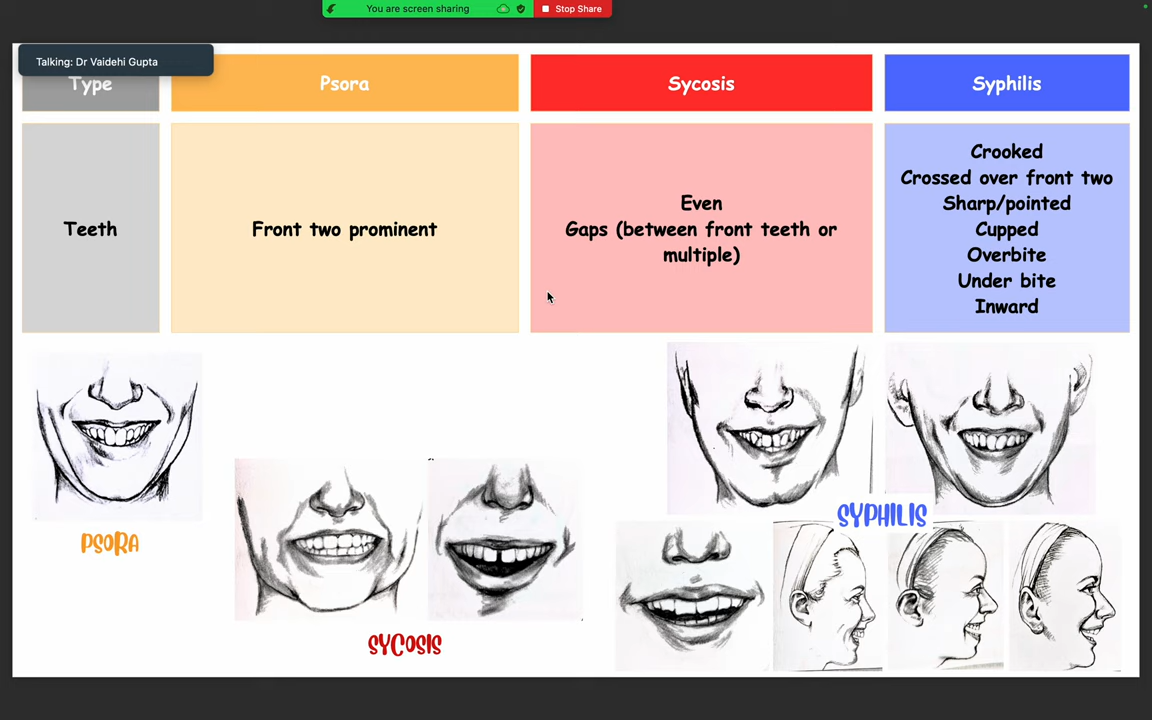 You are screen sharing
Stop Share
Talking: Dr Vaidehi Gupta
Type
Psora
Sycosis
Syphilis
Teeth
Front two prominent
Even
Gaps (between front teeth or
multiple)
Crooked
Crossed over front two
Sharp/pointed
Cupped
Overbite
Under bite
Inward
PSORA
SYCOSIS
SYPHILIS